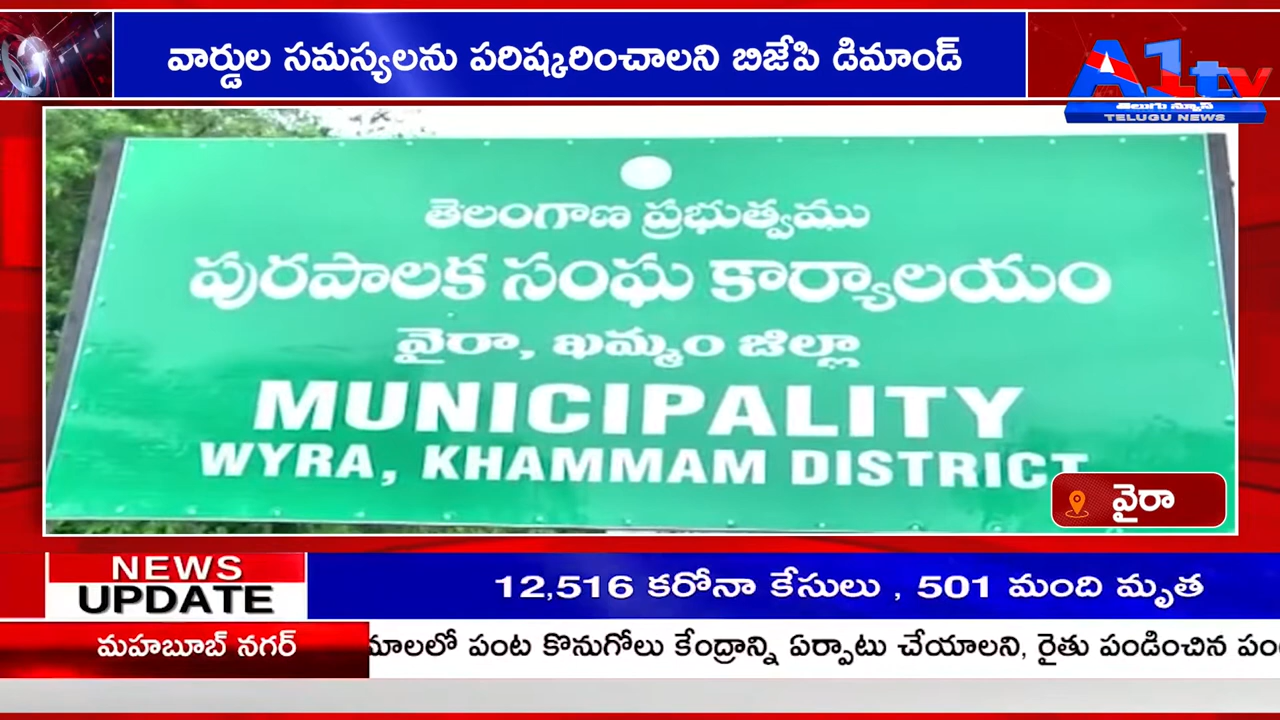 వార్డుల సమస్యలను పరిష్కరించాలని బిజేపి డిమాండ్
A1tv
తెలుగు న్యూస్
TELUGU NEWS
తెలంగాణ ప్రభుత్వము
పురపాలక సంఘ కార్యాలయం
వైరా, ఖమ్మం జిల్లా
MUNICIPALITY
WYRA, KHAMMAM DISTRICT
వైరా
NEWS
UPDATE
12,516 కరోనా కేసులు , 501 మంది మృత
మహబూబ్ నగర్
పంట కొనుగోలు కేంద్రాన్ని ఏర్పాటు చేయాలని, రైతు పండించిన